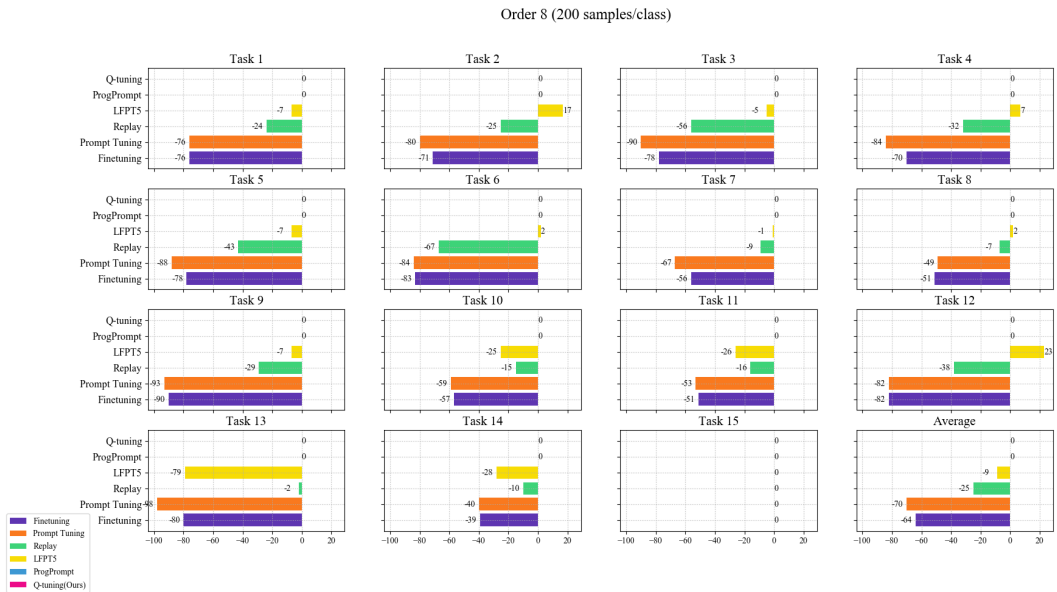 Order 8 (200 samples/class)
Task 1
Task 2
Task 3
Task 4
Q-tuning 0 0 0 0
ProgPrompt 0 0 0 0
LFPT5 -7 17 -5 7
Replay -24 -25 -56 -32
Prompt Tuning -76 -80 -90 -84
Finetuning -76 -71 -78 -70
Task 5
Task 6
Task 7
Task 8
Q-tuning 0 0 0 0
ProgPrompt 0 0 0 0
LFPT5 -7 2 -1 2
Replay -43 -67 -9 -7
Prompt Tuning -88 -84 -67 -49
Finetuning -78 -83 -56 -51
Task 9
Task 10
Task 11
Task 12
Q-tuning 0 0 0 0
ProgPrompt 0 0 0 0
LFPT5 -7 -25 -26 23
Replay -29 -15 -16 -38
Prompt Tuning -93 -59 -53 -82
Finetuning -90 -57 -51 -82
Task 13
Task 14
Task 15
Average
Q-tuning 0 0 0 0
ProgPrompt 0 0 0 0
LFPT5 -79 -28 0 -9
Replay -2 -10 0 -25
Prompt Tuning -98 -40 0 -70
Finetuning -80 -39 0 -64
−100 −80 −60 −40 −20 0 20
−100 −80 −60 −40 −20 0 20
−100 −80 −60 −40 −20 0 20
−100 −80 −60 −40 −20 0 20
Finetuning
Prompt Tuning
Replay
LFPT5
ProgPrompt
Q-tuning(Ours)